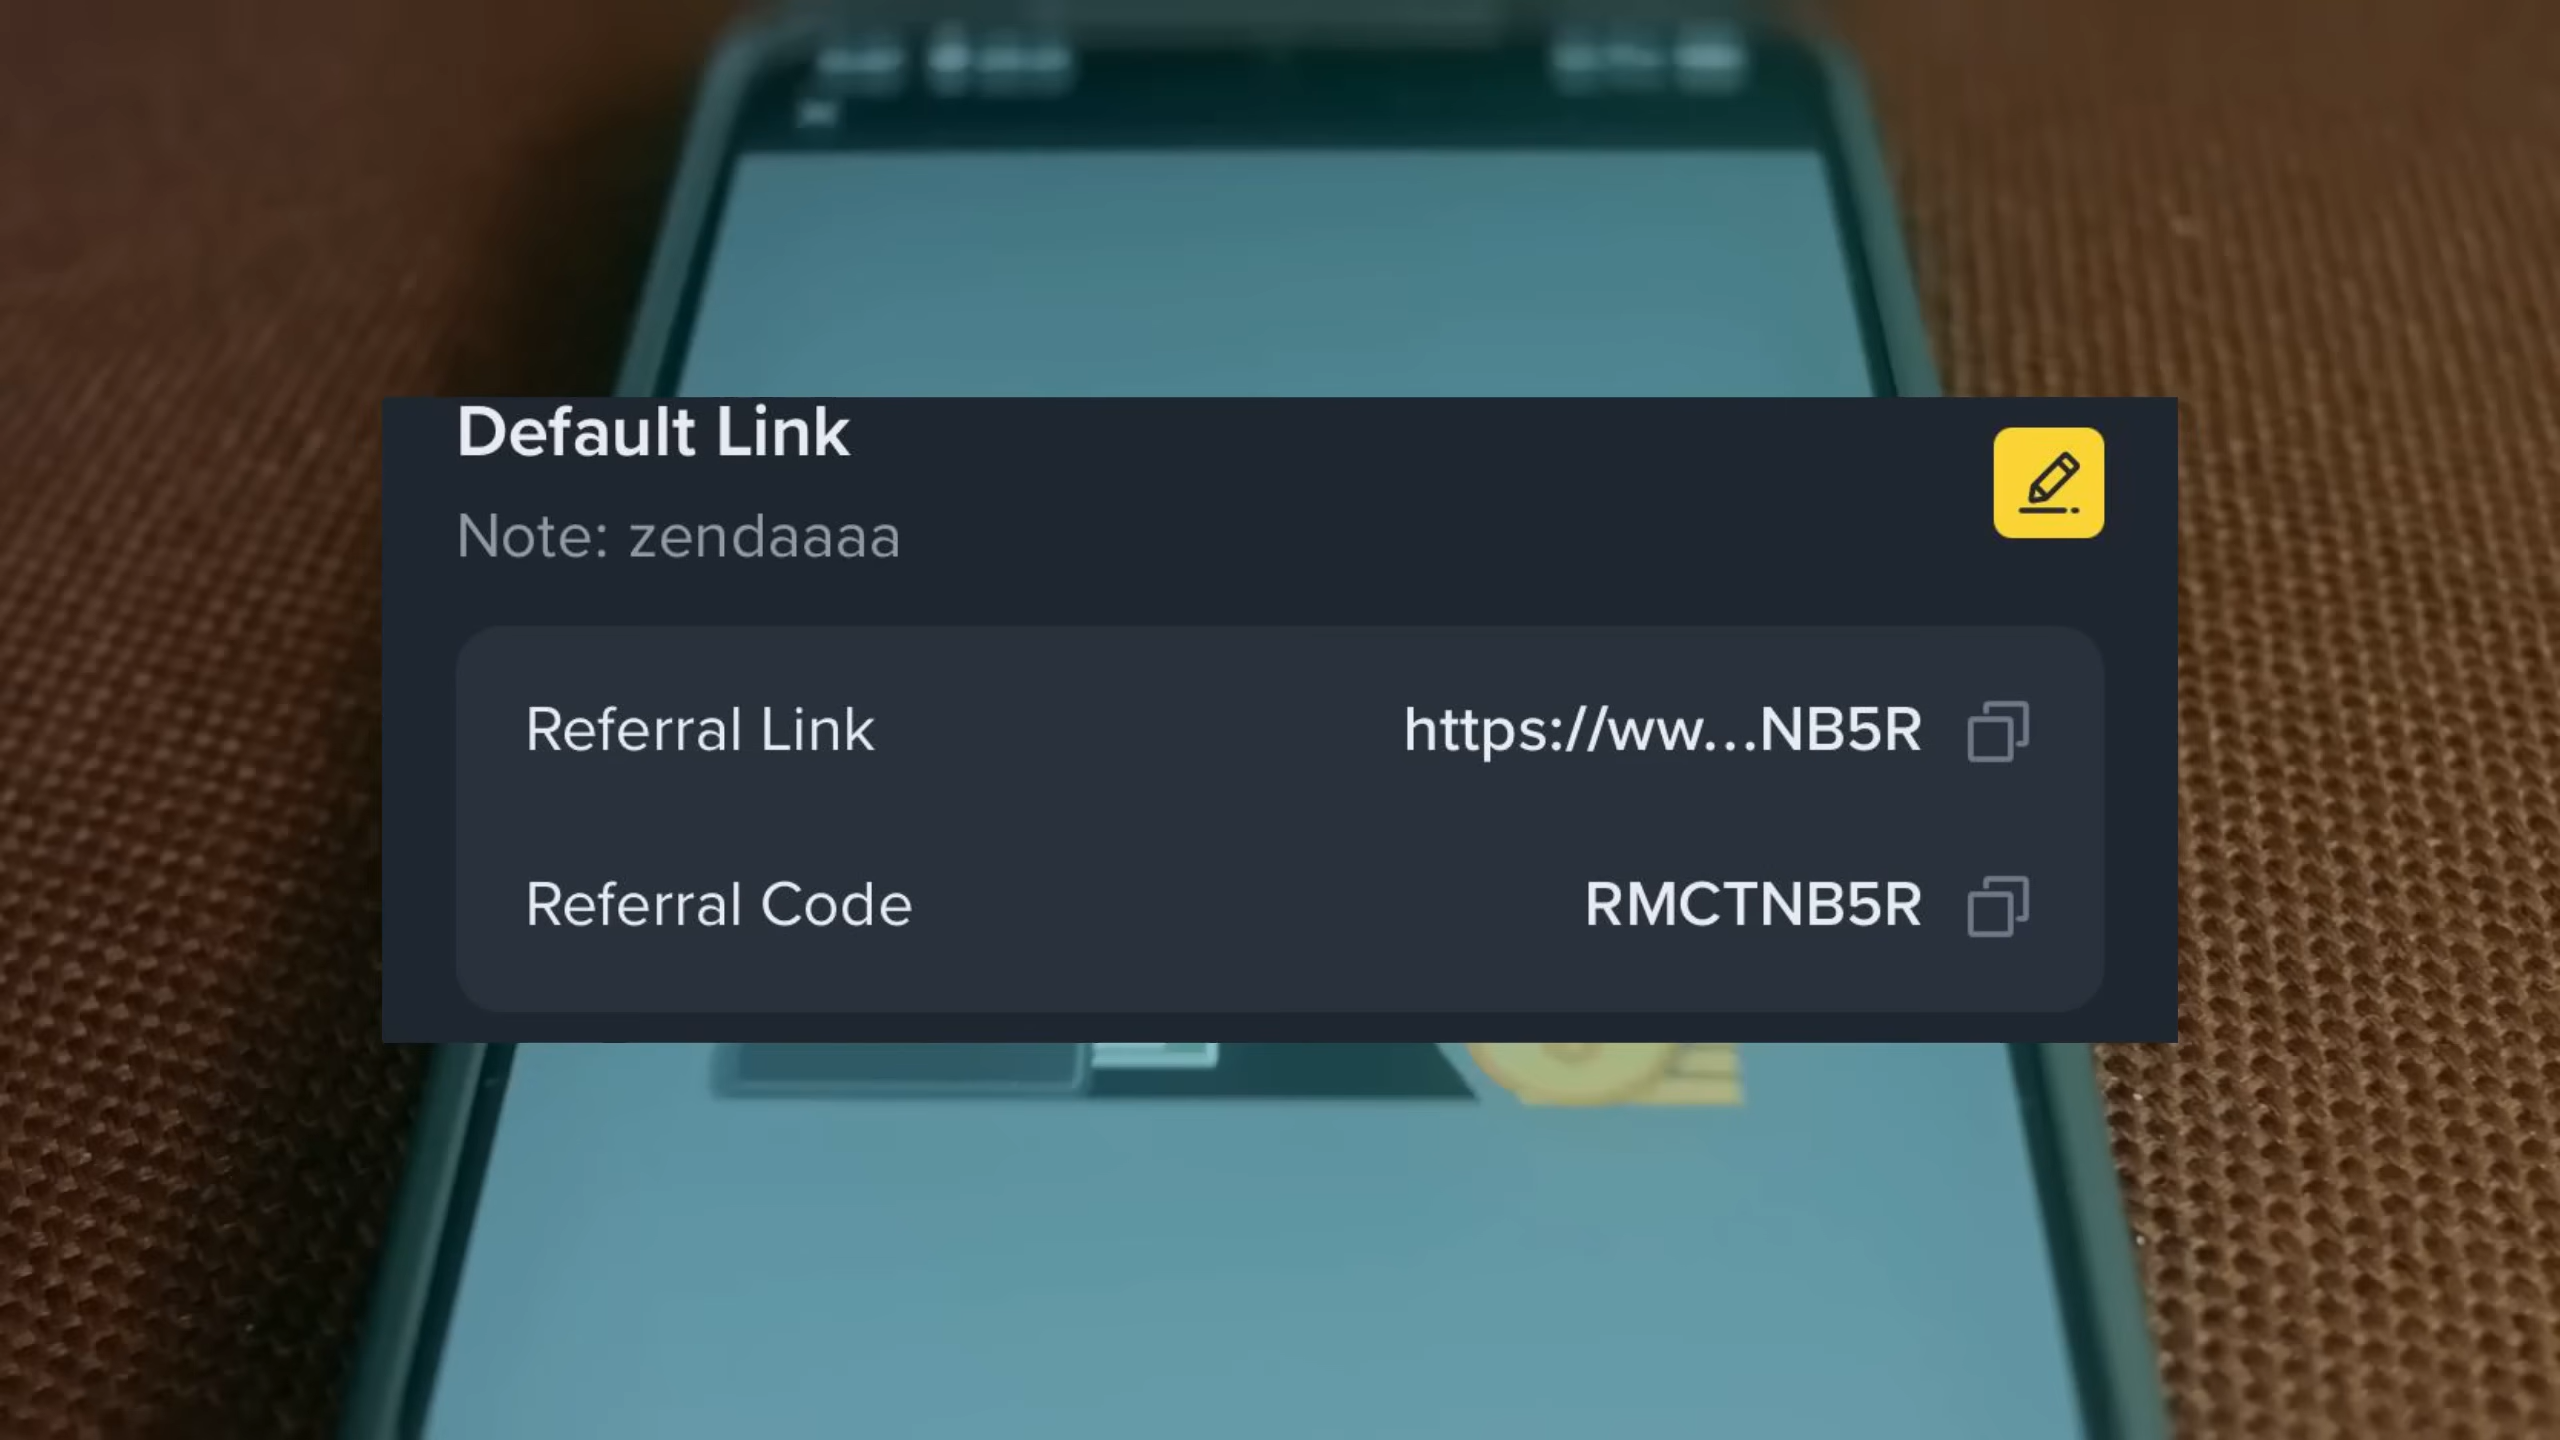 Default Link
Note: zendaaaa
Referral Link https://ww...NB5R
Referral Code RMCTNB5R